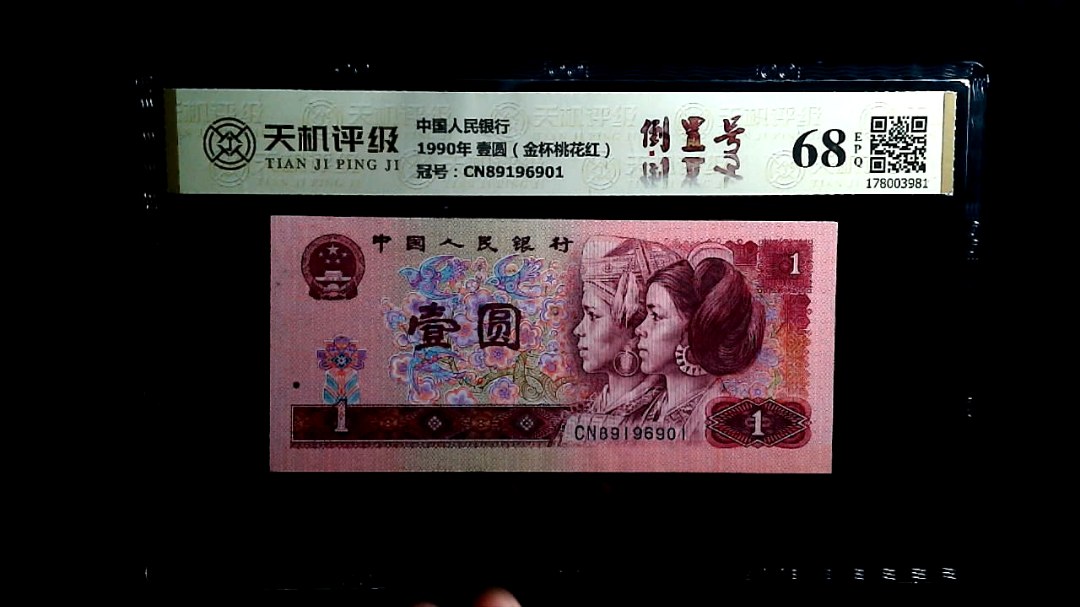 天机评级
TIAN JI PING JI
中国人民银行
1990年 壹圆（金杯桃花红）
冠号：CN89196901
倒置号
68
EPQ
178003981
中国人民银行
1
壹圆
1
CN89196901
1